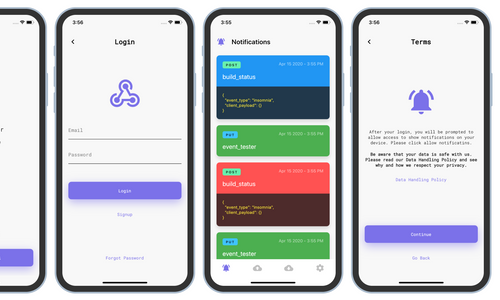 r
3:56
Login
Email
Password
Login
Signup
Forgot Password
3:55
Notifications
POST
Apr 15 2020 - 3:55 PM
build_status
{
"event_type": "insomnia",
"client_payload": {}
}
PUT
Apr 15 2020 - 3:55 PM
event_tester
POST
Apr 15 2020 - 3:55 PM
build_status
{
"event_type": "insomnia",
"client_payload": {}
}
PUT
Apr 15 2020 - 3:55 PM
event_tester
3:56
Terms
After your login, you will be prompted
to allow access to show notifications on your
device. Please click allow notifications.
Be aware that your data is safe with us.
Please read our Data Handling Policy and see
why and how we respect your privacy.
Data Handling Policy
Continue
Go Back